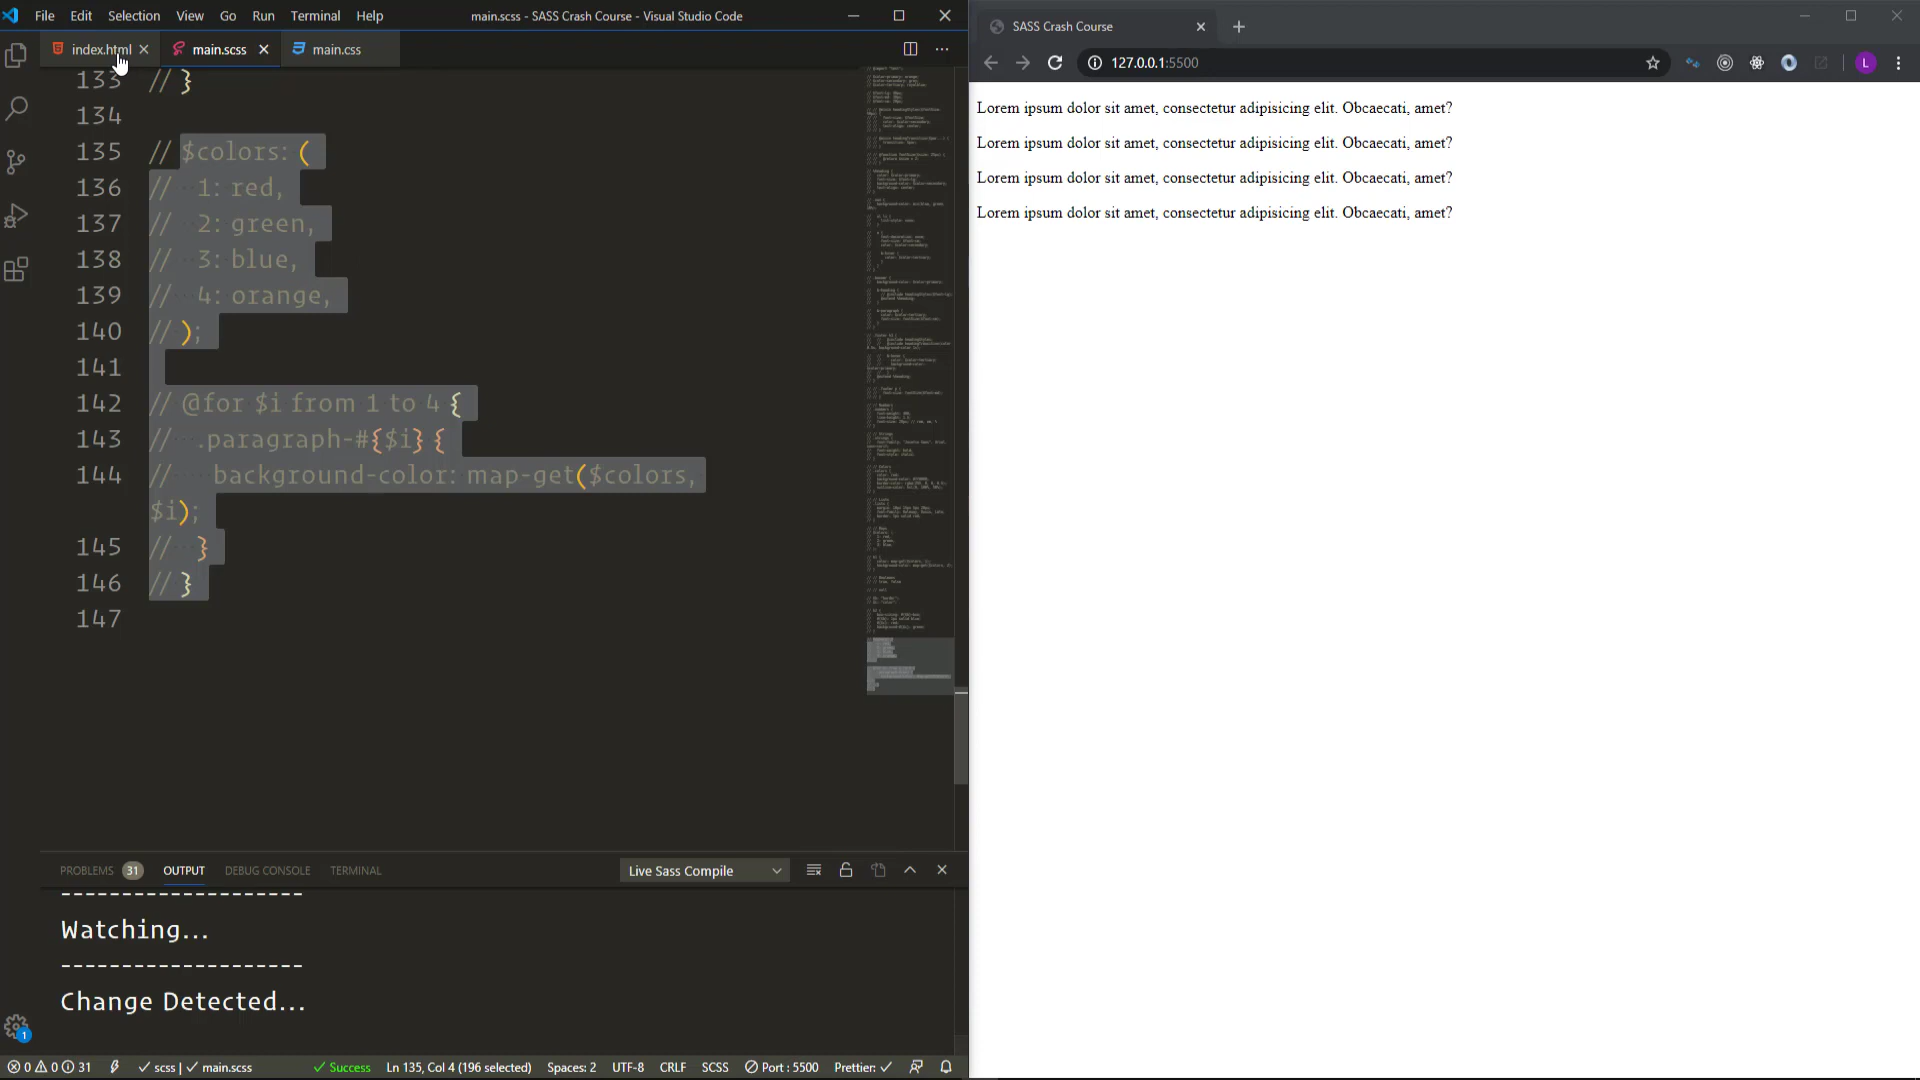 File Edit Selection View Go Run Terminal Help
main.scss - SASS Crash Course - Visual Studio Code
index.html main.scss main.css
133 // }
134
135 // $colors: (
136 //   1: red,
137 //   2: green,
138 //   3: blue,
139 //   4: orange,
140 // );
141
142 // @for $i from 1 to 4 {
143 //   .paragraph-#{$i} {
144 //     background-color: map-get($colors,
$i);
145 //   }
146 // }
147
PROBLEMS 31 OUTPUT DEBUG CONSOLE TERMINAL Live Sass Compile
-------------------
Watching...
-------------------
Change Detected...
1
0 0 31 scss | main.scss Success Ln 135, Col 4 (196 selected) Spaces: 2 UTF-8 CRLF SCSS Port : 5500 Prettier:
SASS Crash Course
127.0.0.1:5500
L
Lorem ipsum dolor sit amet, consectetur adipisicing elit. Obcaecati, amet?
Lorem ipsum dolor sit amet, consectetur adipisicing elit. Obcaecati, amet?
Lorem ipsum dolor sit amet, consectetur adipisicing elit. Obcaecati, amet?
Lorem ipsum dolor sit amet, consectetur adipisicing elit. Obcaecati, amet?